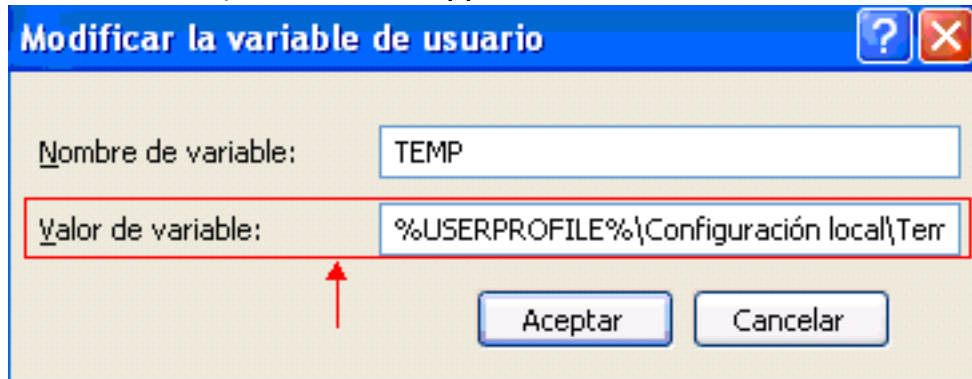 Modificar la variable de usuario
Nombre de variable: TEMP
Valor de variable: %USERPROFILE%\Configuración local\Tem
Aceptar Cancelar